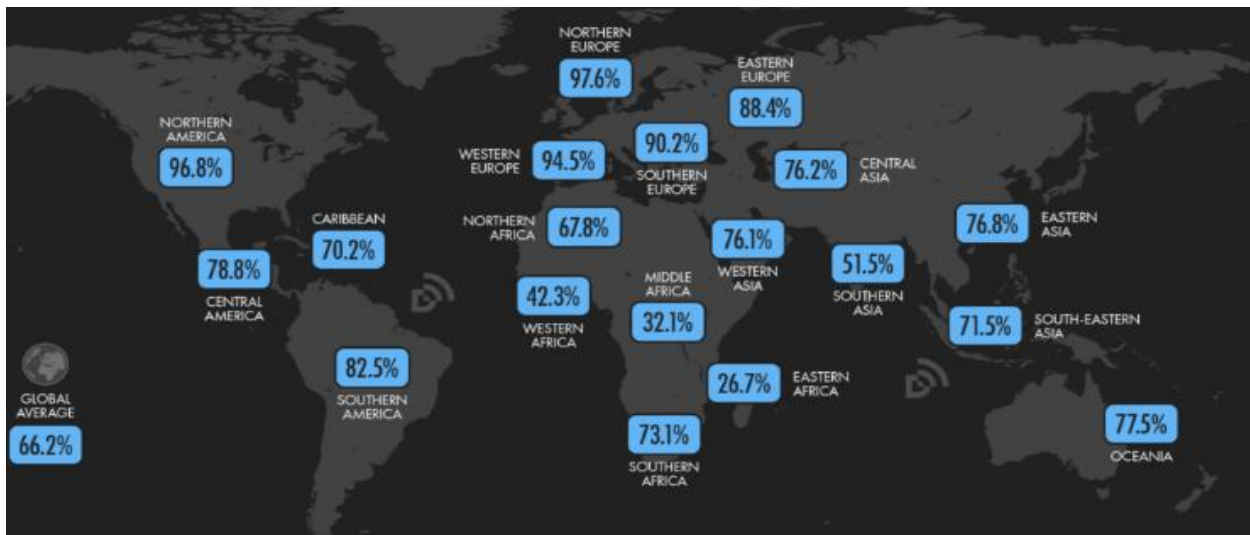 NORTHERN
EUROPE
97.6%
EASTERN
EUROPE
88.4%
NORTHERN
AMERICA
96.8%
WESTERN
EUROPE
94.5%
90.2%
SOUTHERN
EUROPE
76.2%
CENTRAL
ASIA
CARIBBEAN
70.2%
NORTHERN
AFRICA
67.8%
76.1%
WESTERN
ASIA
76.8%
EASTERN
ASIA
78.8%
CENTRAL
AMERICA
42.3%
WESTERN
AFRICA
MIDDLE
AFRICA
32.1%
51.5%
SOUTHERN
ASIA
71.5%
SOUTH-EASTERN
ASIA
GLOBAL
AVERAGE
66.2%
82.5%
SOUTHERN
AMERICA
26.7%
EASTERN
AFRICA
73.1%
SOUTHERN
AFRICA
77.5%
OCEANIA